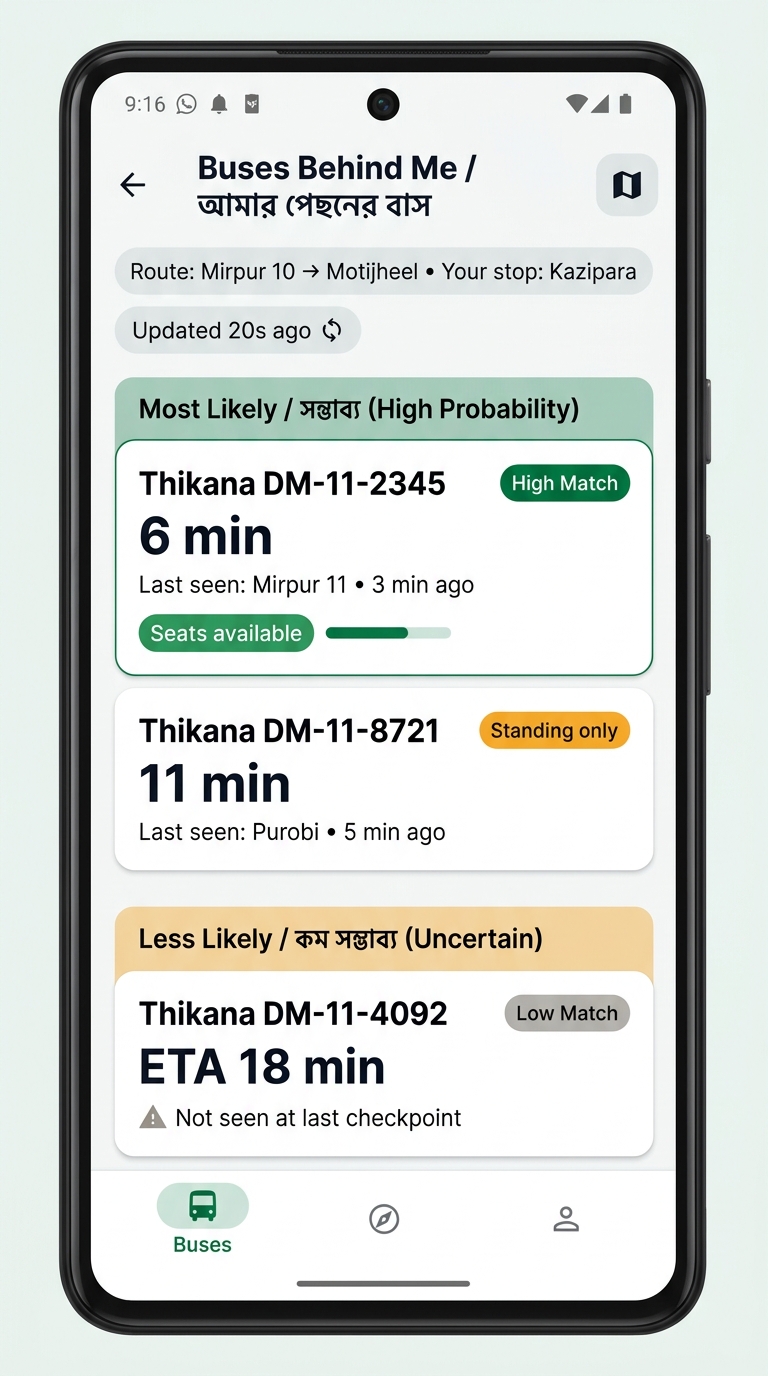 9:16
Buses Behind Me /
আমার পেছনের বাস
Route: Mirpur 10 → Motijheel • Your stop: Kazipara
Updated 20s ago
Most Likely / সম্ভাব্য (High Probability)
Thikana DM-11-2345
High Match
6 min
Last seen: Mirpur 11 • 3 min ago
Seats available
Thikana DM-11-8721
Standing only
11 min
Last seen: Purobi • 5 min ago
Less Likely / কম সম্ভাব্য (Uncertain)
Thikana DM-11-4092
Low Match
ETA 18 min
Not seen at last checkpoint
Buses